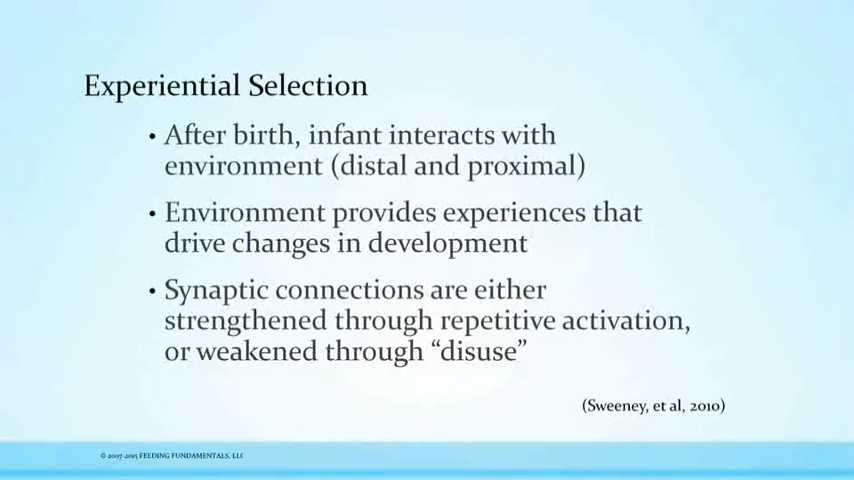 Experiential Selection
• After birth, infant interacts with
environment (distal and proximal)
• Environment provides experiences that
drive changes in development
• Synaptic connections are either
strengthened through repetitive activation,
or weakened through “disuse”
(Sweeney, et al, 2010)
© 2007-2015 FEEDING FUNDAMENTALS, LLC